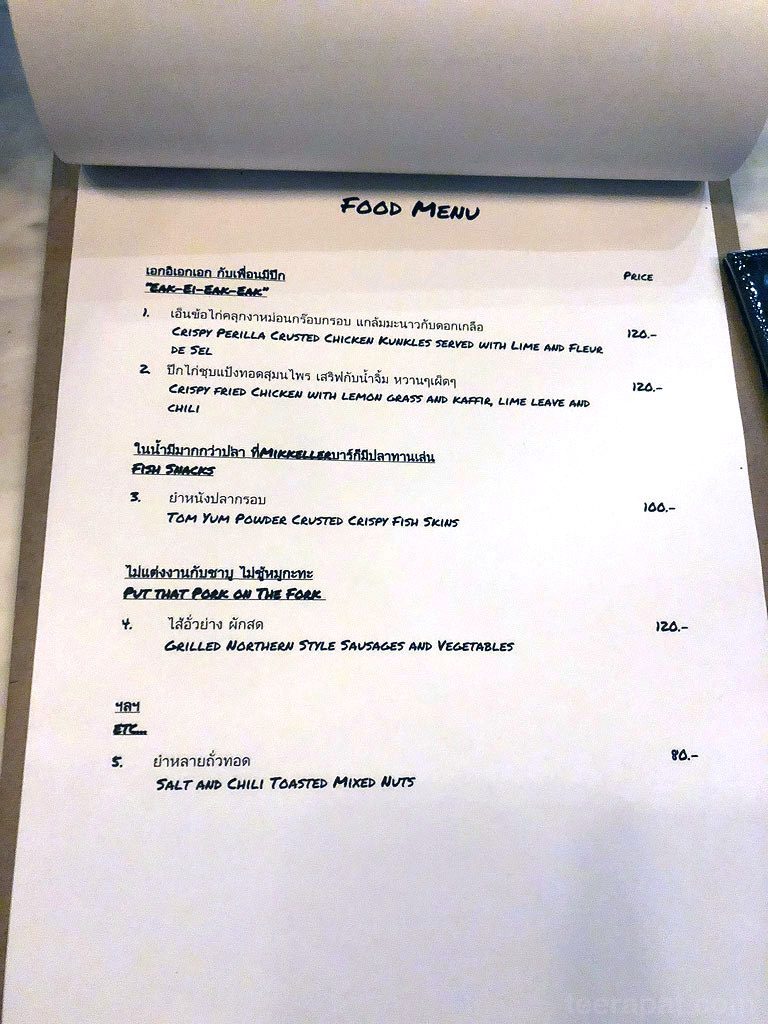 Food Menu
เอกอิเอกเอก กับเพื่อนมีปีก
Price
"Eak-Ei-Eak-Eak"
1. เอ็นข้อไก่คลุกงาหม่อนกร๊อบกรอบ แกล้มมะนาวกับดอกเกลือ
120.-
Crispy Perilla Crusted Chicken Kunkles served with Lime and Fleur
de Sel
2. ปีกไก่ชุบแป้งทอดสมุนไพร เสริฟกับน้ำจิ้ม หวานๆเผ็ดๆ
120.-
Crispy fried Chicken with lemon grass and kaffir, lime leave and
chili
ในน้ำมีมากกว่าปลา ที่Mikkellerบาร์ก็มีปลาทานเล่น
Fish Snacks
3. ยำหนังปลากรอบ
100.-
Tom Yum Powder Crusted Crispy Fish Skins
ไม่แต่งงานกับชาบู ไม่ชู้หมูกะทะ
Put that Pork on The Fork
4. ไส้อั่วย่าง ผักสด
120.-
Grilled Northern Style Sausages and Vegetables
ฯลฯ
etc...
5. ยำหลายถั่วทอด
80.-
Salt and Chili Toasted Mixed Nuts